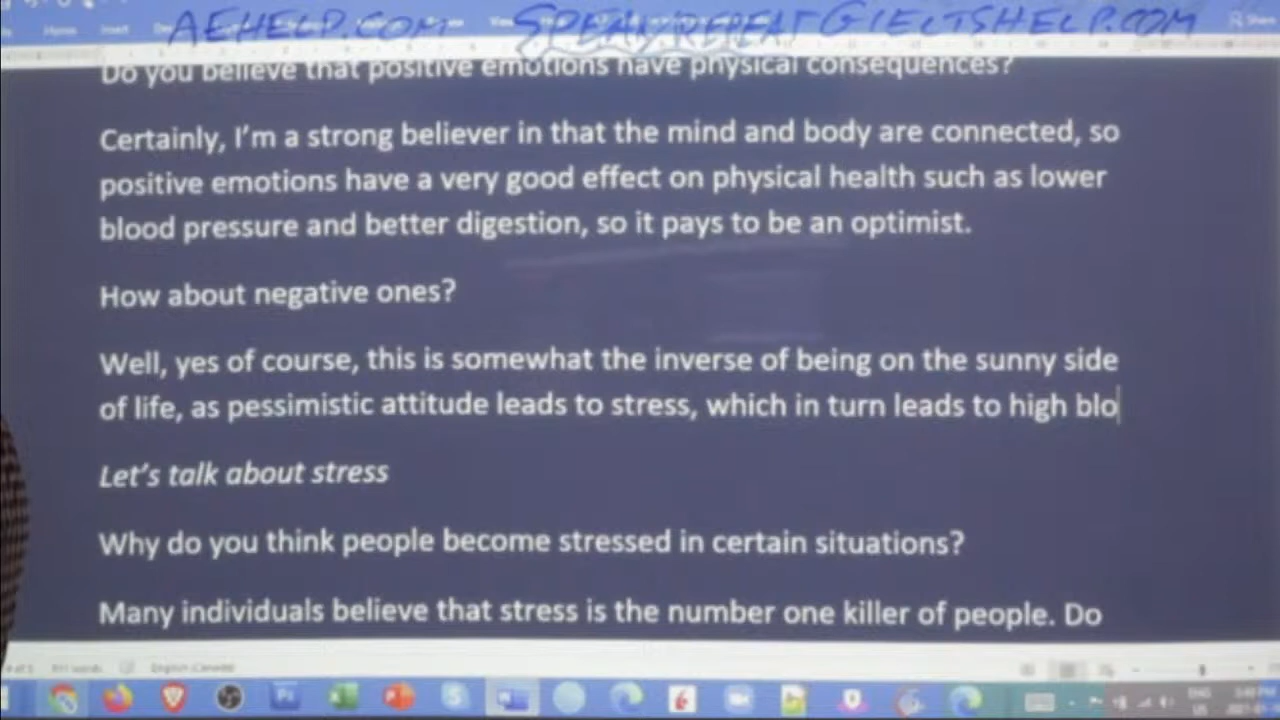 AEHELP.COM SPEAKREPEAT@IELTSHELP.COM
Do you believe that positive emotions have physical consequences?
Certainly, I'm a strong believer in that the mind and body are connected, so
positive emotions have a very good effect on physical health such as lower
blood pressure and better digestion, so it pays to be an optimist.
How about negative ones?
Well, yes of course, this is somewhat the inverse of being on the sunny side
of life, as pessimistic attitude leads to stress, which in turn leads to high blo
Let's talk about stress
Why do you think people become stressed in certain situations?
Many individuals believe that stress is the number one killer of people. Do
English (Canada)